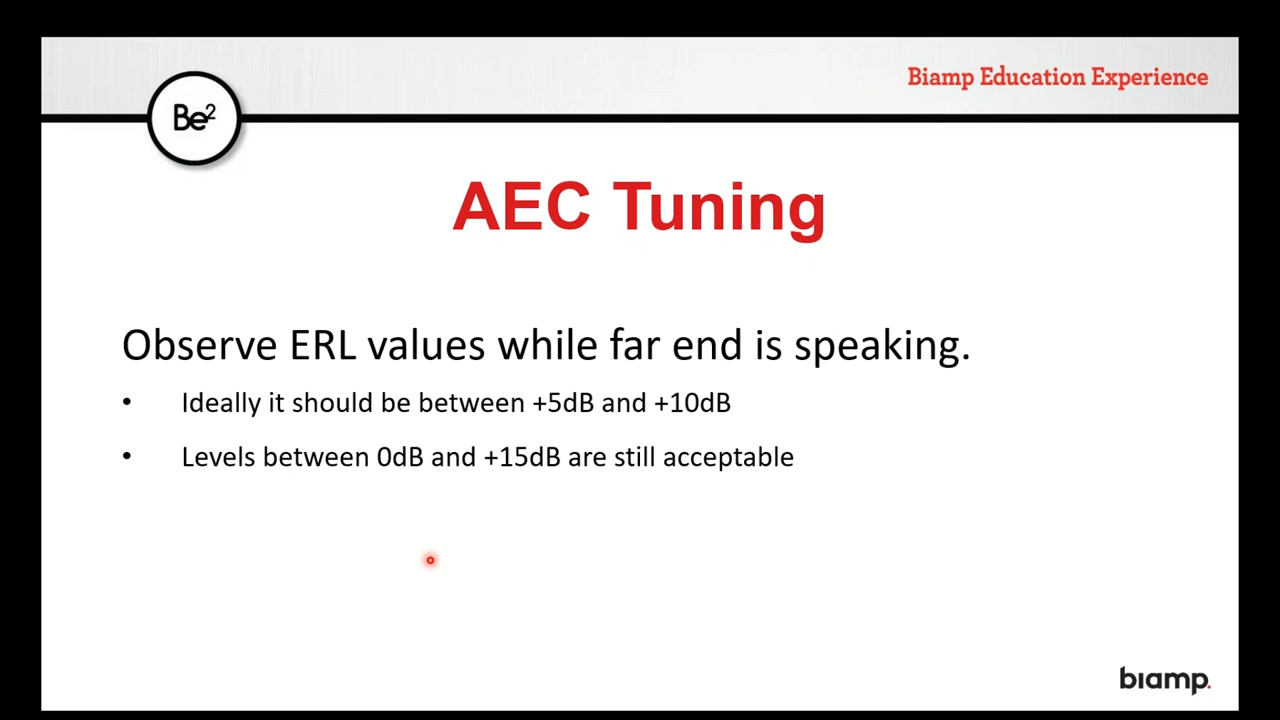 Biamp Education Experience
Be²
AEC Tuning
Observe ERL values while far end is speaking.
• Ideally it should be between +5dB and +10dB
• Levels between 0dB and +15dB are still acceptable
biamp.